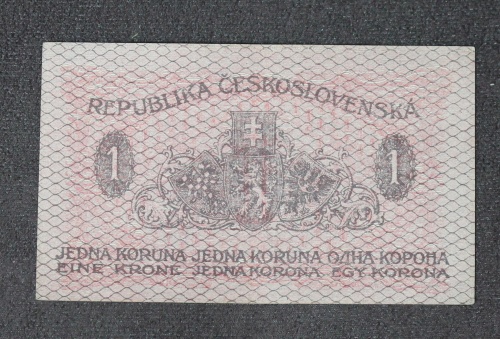 REPUBLIKA ČESKOSLOVENSKÁ
1 1
JEDNA KORUNA·JEDNA KORUNA·ОДНА КОРОНА
EINE KRONE·JEDNA KORONA·EGY KORONA